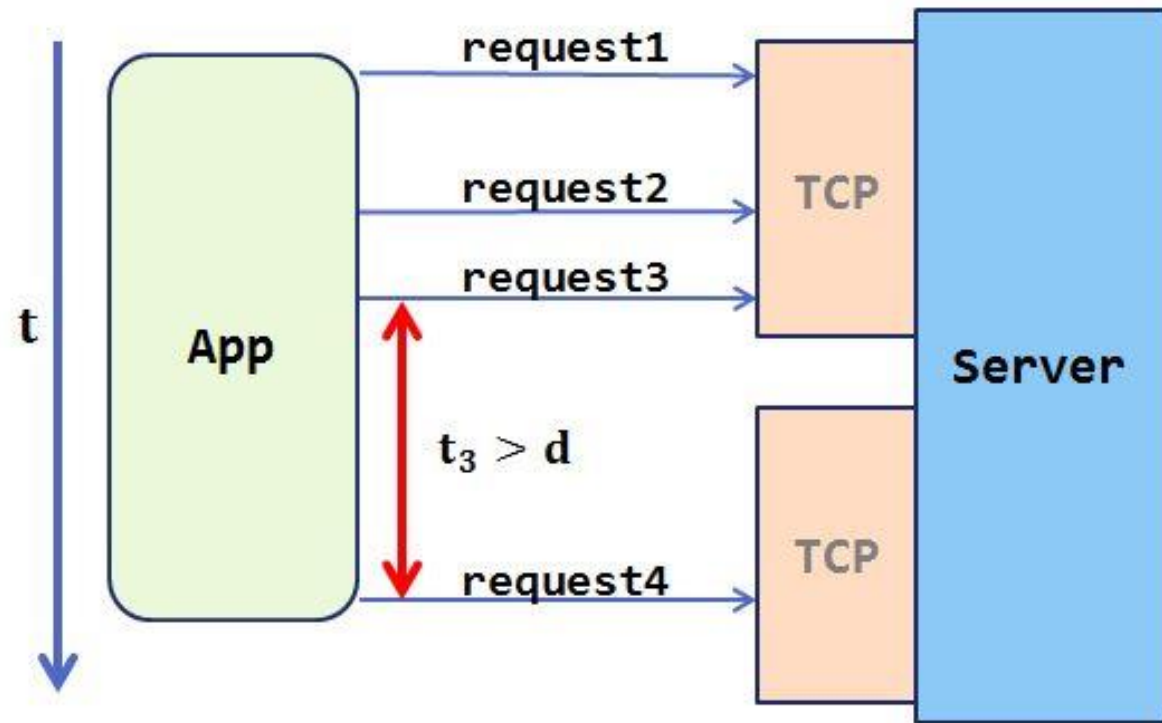 request1
request2
TCP
request3
t
App
Server
t₃ > d
TCP
request4